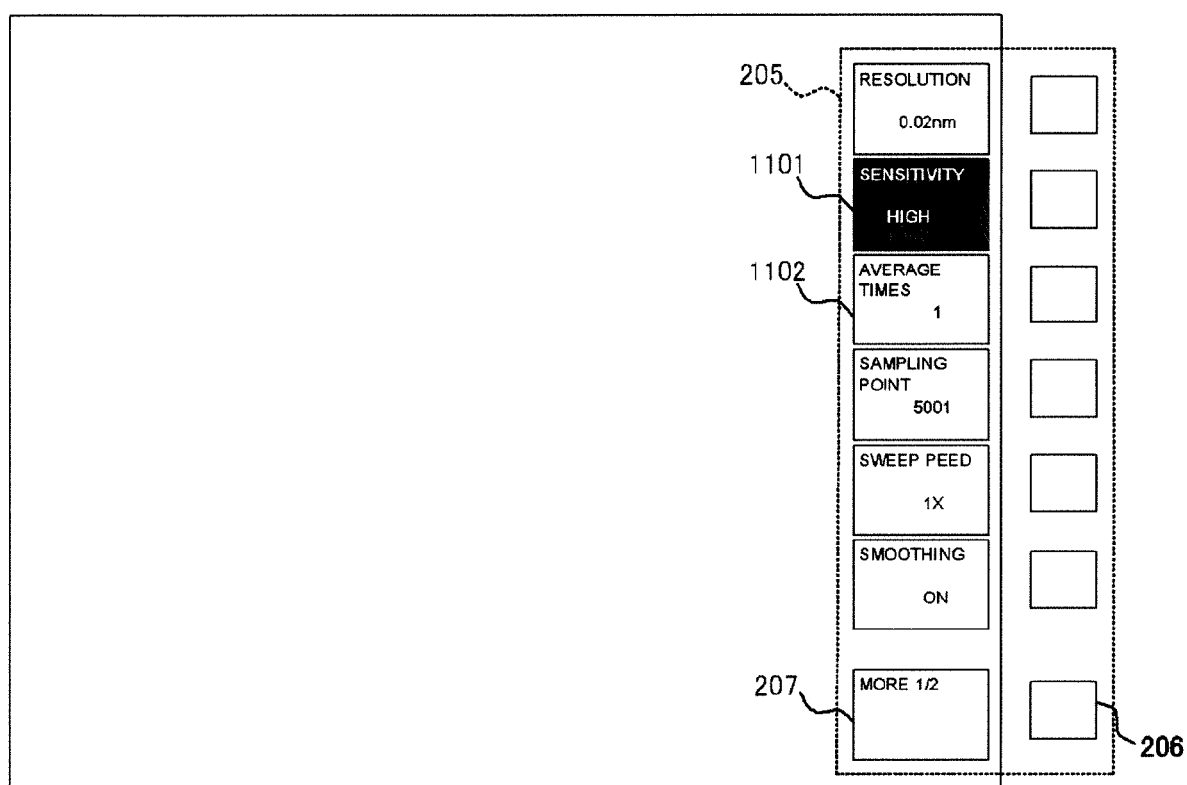 205
RESOLUTION
0.02nm
1101
SENSITIVITY
HIGH
1102
AVERAGE
TIMES
1
SAMPLING
POINT
5001
SWEEP PEED
1X
SMOOTHING
ON
207
MORE 1/2
206